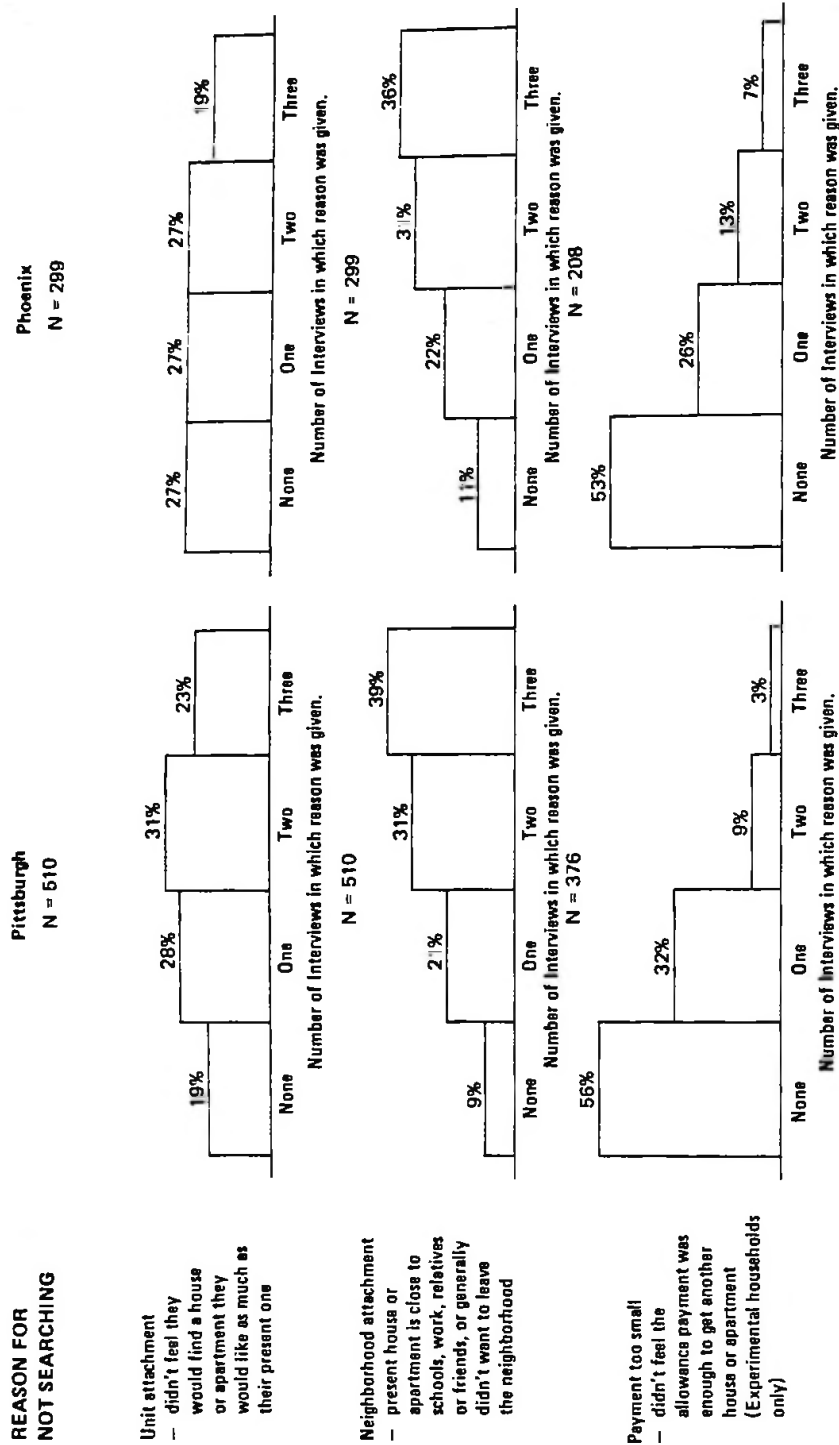 REASON FOR
NOT SEARCHING
Pittsburgh
N = 510
Phoenix
N = 299
Unit attachment
— didn't feel they
would find a house
or apartment they
would like as much as
their present one
19%
28%
31%
23%
None
One
Two
Three
Number of Interviews in which reason was given.
27%
27%
27%
19%
None
One
Two
Three
Number of Interviews in which reason was given.
N = 510
N = 299
Neighborhood attachment
— present house or
apartment is close to
schools, work, relatives
or friends, or generally
didn't want to leave
the neighborhood
9%
21%
31%
39%
None
One
Two
Three
Number of Interviews in which reason was given.
11%
22%
31%
36%
None
One
Two
Three
Number of Interviews in which reason was given.
N = 376
N = 208
Payment too small
— didn't feel the
allowance payment was
enough to get another
house or apartment
(Experimental households
only)
56%
32%
9%
3%
None
One
Two
Three
Number of Interviews in which reason was given.
53%
26%
13%
7%
None
One
Two
Three
Number of Interviews in which reason was given.